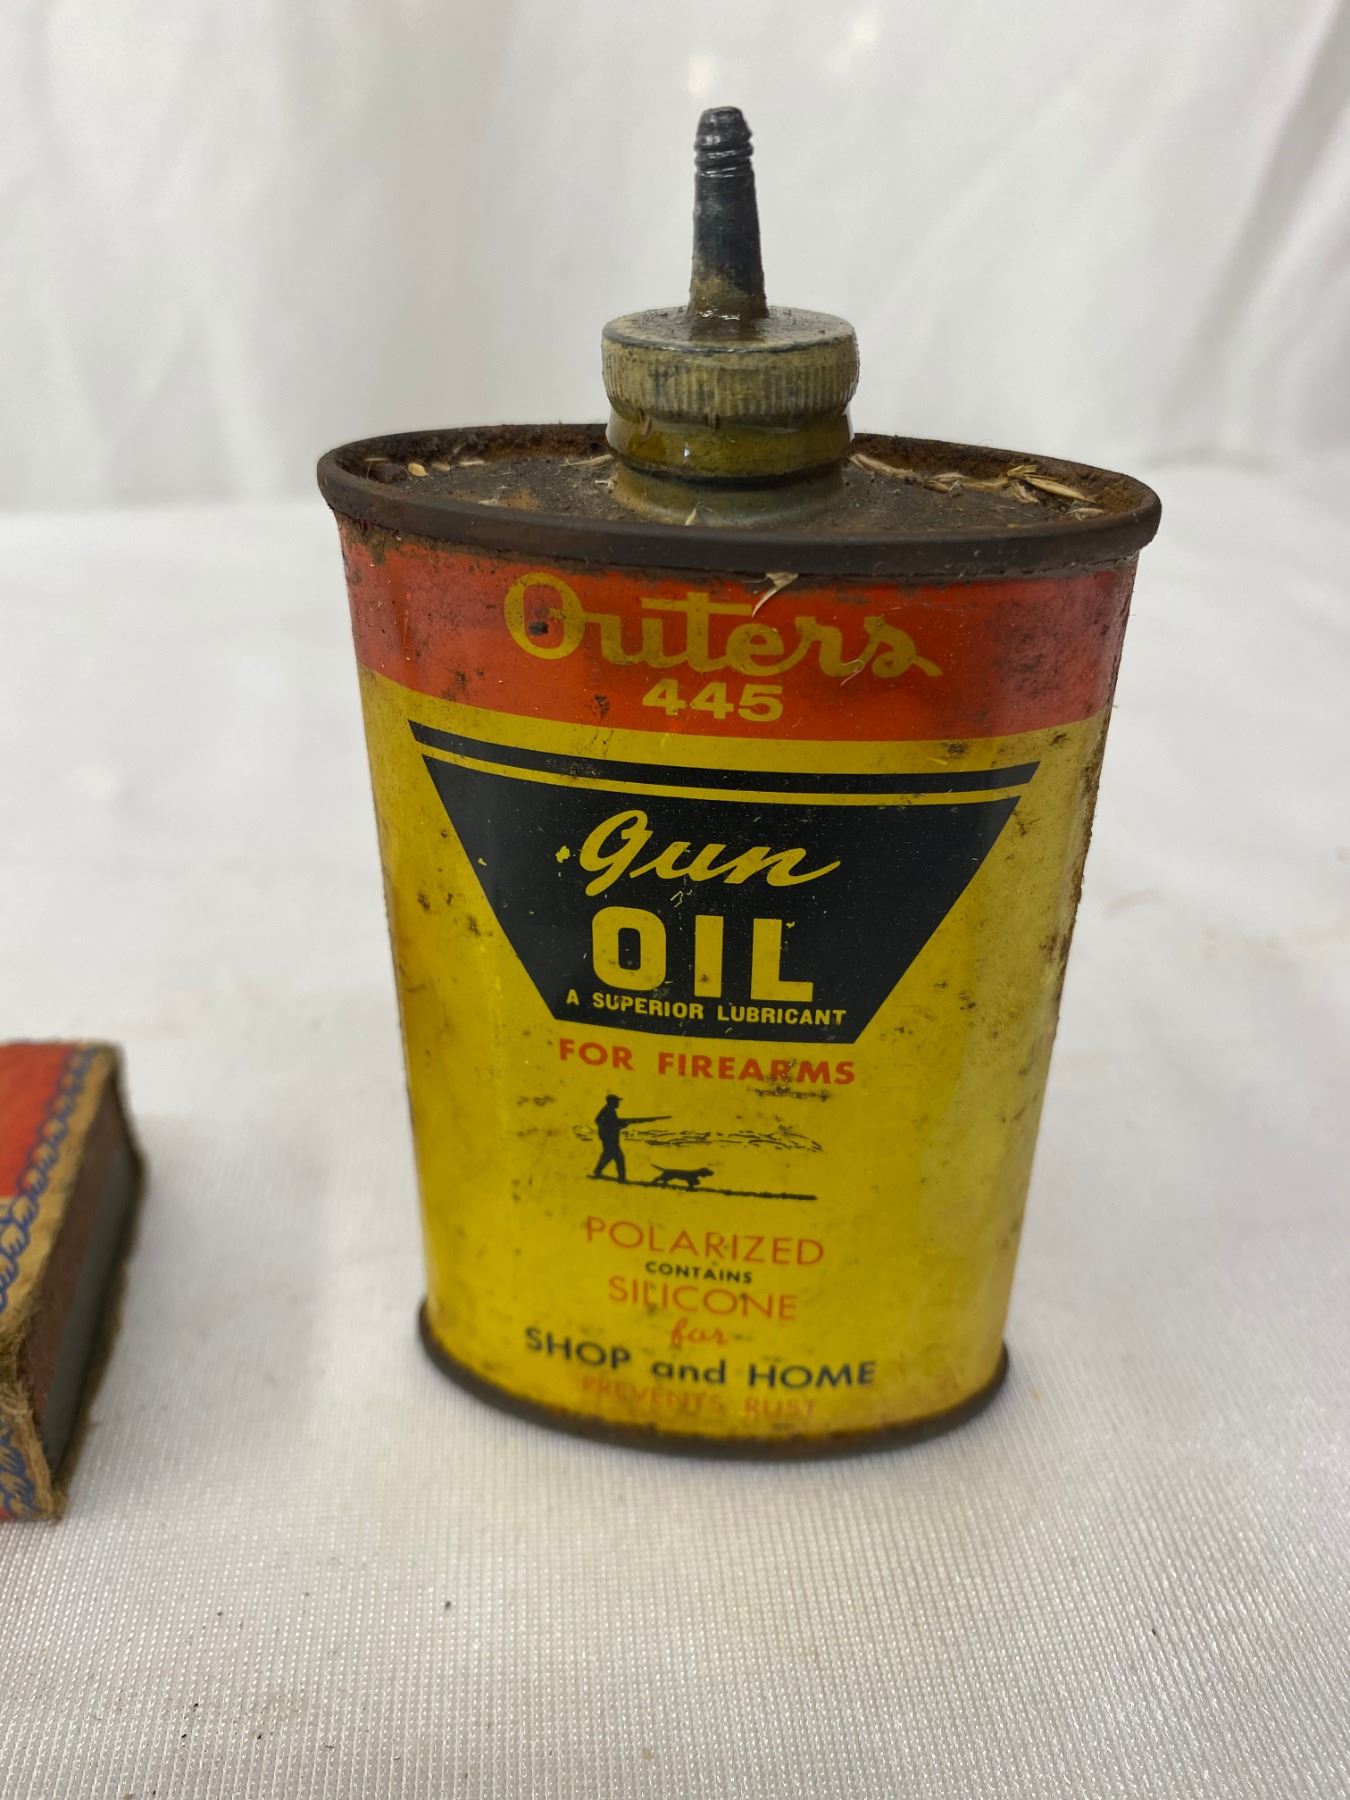 Outers
445
Gun
OIL
A SUPERIOR LUBRICANT
FOR FIREARMS
POLARIZED
CONTAINS
SILICONE
for
SHOP and HOME
PREVENTS RUST